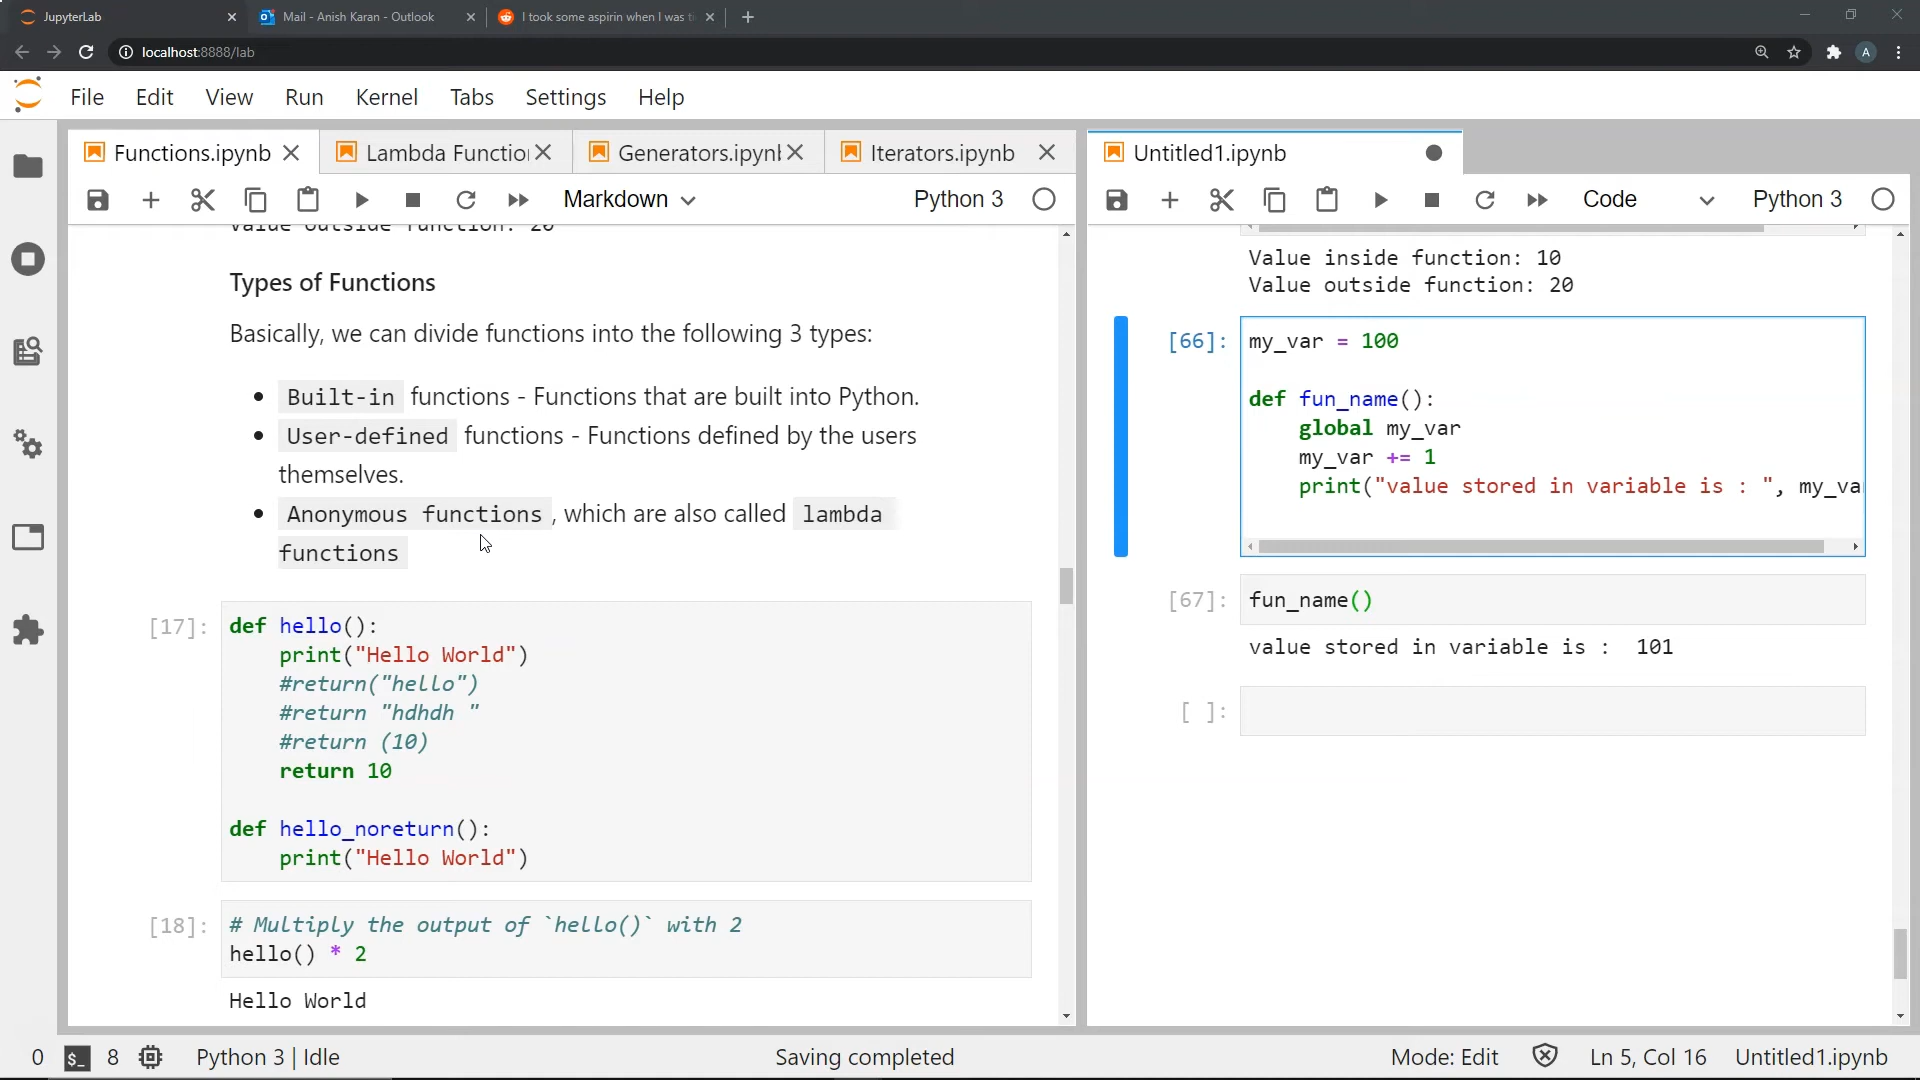 JupyterLab
Mail - Anish Karan - Outlook
I took some aspirin when I was
localhost:8888/lab
A
File Edit View Run Kernel Tabs Settings Help
Functions.ipynb
Lambda Functio
Generators.ipyn
Iterators.ipynb
Markdown
Python 3
Value outside function: 20
Types of Functions
Basically, we can divide functions into the following 3 types:
Built-in functions - Functions that are built into Python.
User-defined functions - Functions defined by the users
themselves.
Anonymous functions, which are also called lambda
functions
[17]:
def hello():
print("Hello World")
#return("hello")
#return "hdhdh "
#return (10)
return 10
def hello_noreturn():
print("Hello World")
[18]:
# Multiply the output of `hello()` with 2
hello() * 2
Hello World
Untitled1.ipynb
Code
Python 3
Value inside function: 10
Value outside function: 20
[66]:
my_var = 100
def fun_name():
global my_var
my_var += 1
print("value stored in variable is : ", my_va
[67]:
fun_name()
value stored in variable is :  101
[ ]:
0
$_
8
Python 3 | Idle
Saving completed
Mode: Edit
Ln 5, Col 16
Untitled1.ipynb